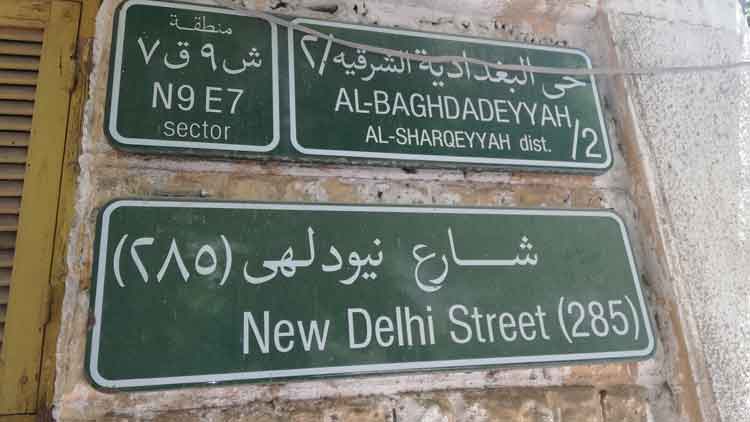 منطقة
ش ٩ ق ٧
N9 E7
sector
حى البغدادية الشرقيه /٢
AL-BAGHDADEYYAH
AL-SHARQEYYAH dist. /2
شارع نيودلهى (٢٨٥)
New Delhi Street (285)